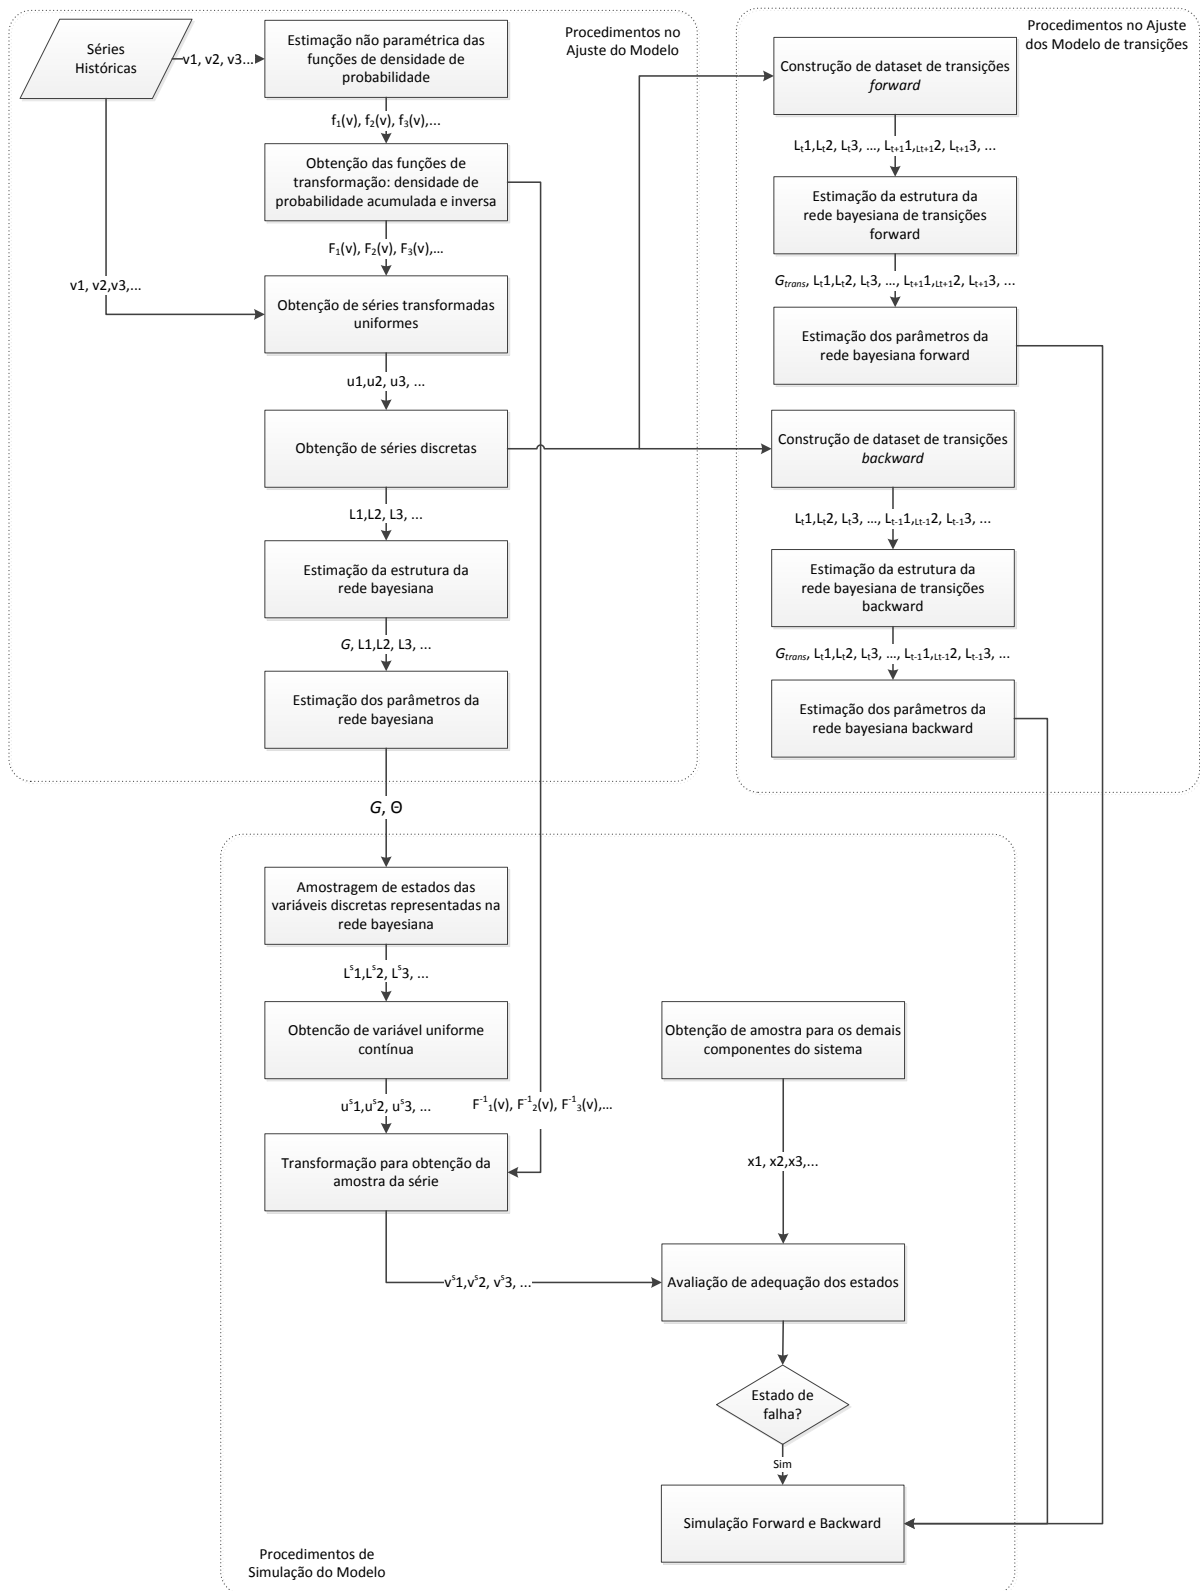 Procedimentos no
Ajuste do Modelo
Séries
Históricas
v1, v2, v3...
Estimação não paramétrica das
funções de densidade de
probabilidade
f₁(v), f₂(v), f₃(v),...
Obtenção das funções de
transformação: densidade de
probabilidade acumulada e inversa
F₁(v), F₂(v), F₃(v),...
v1, v2,v3,...
Obtenção de séries transformadas
uniformes
u1,u2, u3, ...
Obtenção de séries discretas
L1,L2, L3, ...
Estimação da estrutura da
rede bayesiana
G, L1,L2, L3, ...
Estimação dos parâmetros da
rede bayesiana
G, Θ
Procedimentos no Ajuste
dos Modelo de transições
Construção de dataset de transições
forward
Lₜ1,Lₜ2, Lₜ3, ..., Lₜ₊₁1,Lₜ₊₁2, Lₜ₊₁3, ...
Estimação da estrutura da
rede bayesiana de transições
forward
G_trans, Lₜ1,Lₜ2, Lₜ3, ..., Lₜ₊₁1,Lₜ₊₁2, Lₜ₊₁3, ...
Estimação dos parâmetros da
rede bayesiana forward
Construção de dataset de transições
backward
Lₜ1,Lₜ2, Lₜ3, ..., Lₜ₋₁1,Lₜ₋₁2, Lₜ₋₁3, ...
Estimação da estrutura da
rede bayesiana de transições
backward
G_trans, Lₜ1,Lₜ2, Lₜ3, ..., Lₜ₋₁1,Lₜ₋₁2, Lₜ₋₁3, ...
Estimação dos parâmetros da
rede bayesiana backward
Amostragem de estados das
variáveis discretas representadas na
rede bayesiana
Lˢ1,Lˢ2, Lˢ3, ...
Obtencão de variável uniforme
contínua
uˢ1,uˢ2, uˢ3, ...
F⁻¹₁(v), F⁻¹₂(v), F⁻¹₃(v),...
Transformação para obtenção da
amostra da série
vˢ1,vˢ2, vˢ3, ...
Obtenção de amostra para os demais
componentes do sistema
x1, x2,x3,...
Avaliação de adequação dos estados
Estado de
falha?
Sim
Simulação Forward e Backward
Procedimentos de
Simulação do Modelo